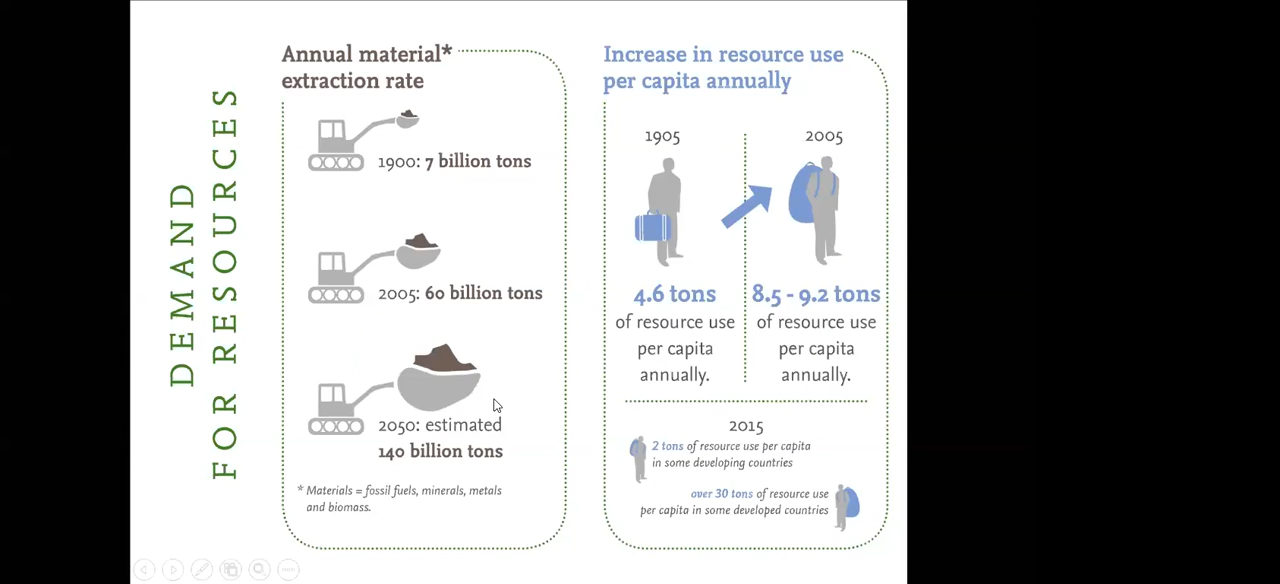 DEMAND
FOR RESOURCES
Annual material*
extraction rate
1900: 7 billion tons
2005: 60 billion tons
2050: estimated
140 billion tons
* Materials = fossil fuels, minerals, metals
and biomass.
Increase in resource use
per capita annually
1905
4.6 tons
of resource use
per capita
annually.
2005
8.5 - 9.2 tons
of resource use
per capita
annually.
2015
2 tons of resource use per capita
in some developing countries
over 30 tons of resource use
per capita in some developed countries